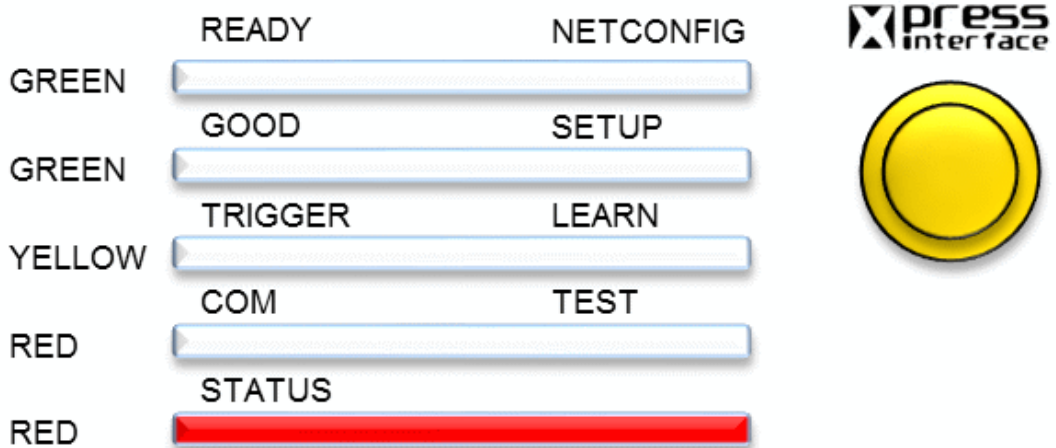 READY NETCONFIG
Xpress
interface
GREEN
GOOD SETUP
GREEN
TRIGGER LEARN
YELLOW
COM TEST
RED
STATUS
RED